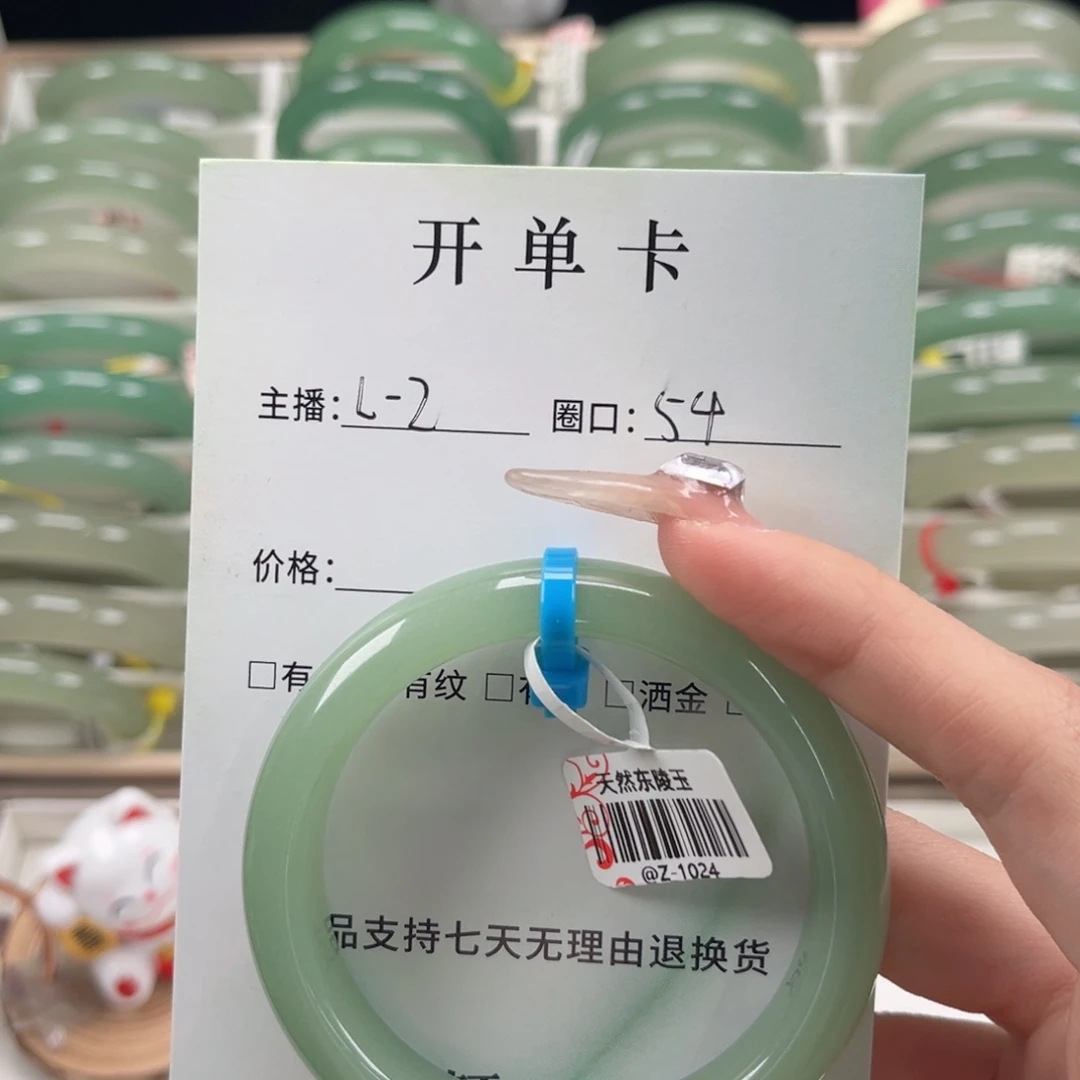 开单卡
主播：L-2 圈口：54
价格：
□有 有纹 □有 □洒金
天然东陵玉
@Z-1024
品支持七天无理由退换货